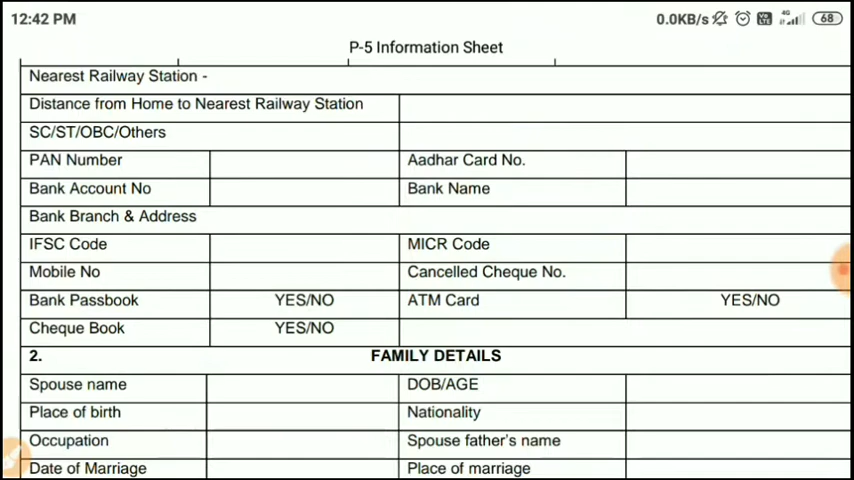 12:42 PM 0.0KB/s 4G 68
P-5 Information Sheet
Nearest Railway Station -
Distance from Home to Nearest Railway Station
SC/ST/OBC/Others
PAN Number Aadhar Card No.
Bank Account No Bank Name
Bank Branch & Address
IFSC Code MICR Code
Mobile No Cancelled Cheque No.
Bank Passbook YES/NO ATM Card YES/NO
Cheque Book YES/NO
2. FAMILY DETAILS
Spouse name DOB/AGE
Place of birth Nationality
Occupation Spouse father's name
Date of Marriage Place of marriage